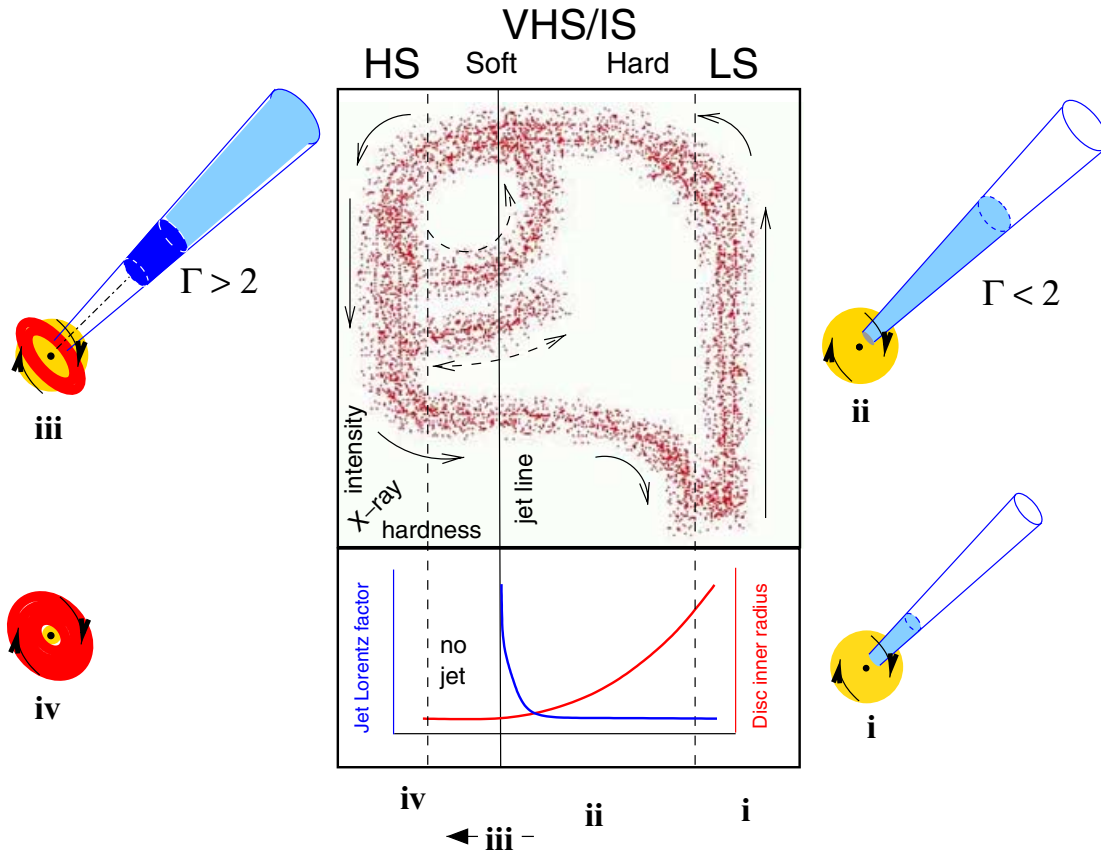 VHS/IS
HS Soft Hard LS
Γ > 2
Γ < 2
iii
ii
intensity
X-ray
hardness
jet line
Jet Lorentz factor
no
jet
Disc inner radius
iv
i
iv ii i
iii